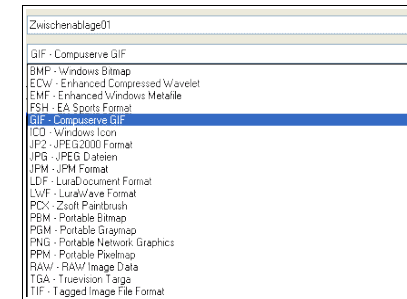 Zwischenablage01
GIF - Compuserve GIF
BMP - Windows Bitmap
ECW - Enhanced Compressed Wavelet
EMF - Enhanced Windows Metafile
FSH - EA Sports Format
GIF - Compuserve GIF
ICO - Windows Icon
JP2 - JPEG2000 Format
JPG - JPEG Dateien
JPM - JPM Format
LDF - LuraDocument Format
LWF - LuraWave Format
PCX - Zsoft Paintbrush
PBM - Portable Bitmap
PGM - Portable Graymap
PNG - Portable Network Graphics
PPM - Portable Pixelmap
RAW - RAW Image Data
TGA - Truevision Targa
TIF - Tagged Image File Format